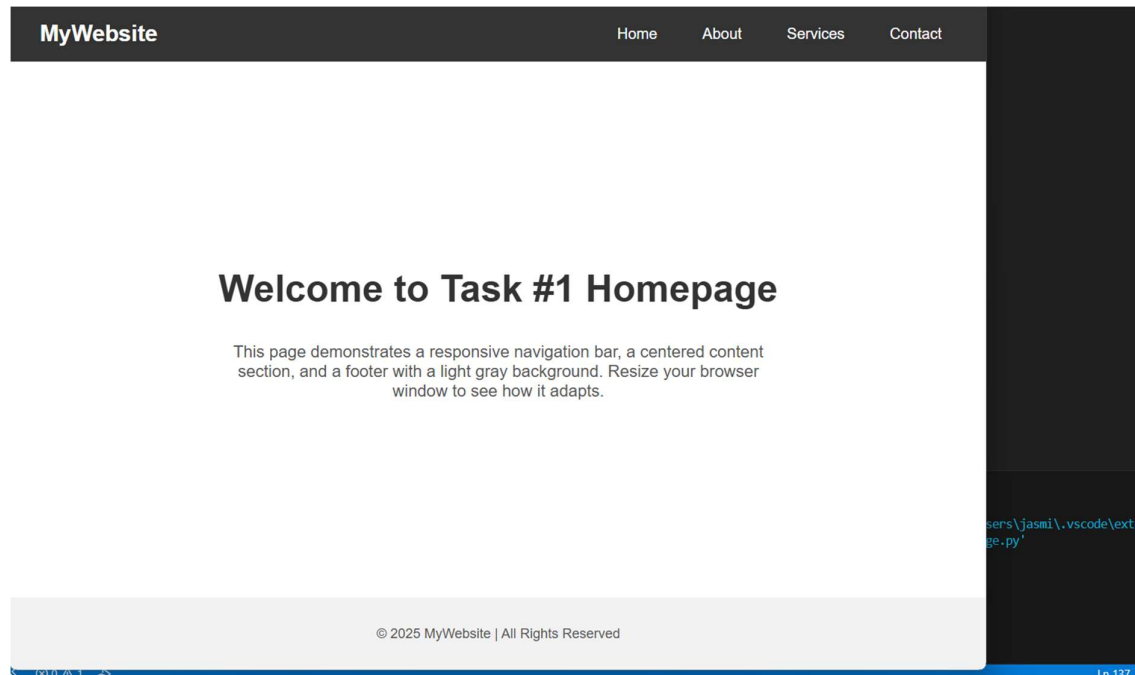 MyWebsite
Home About Services Contact
Welcome to Task #1 Homepage
This page demonstrates a responsive navigation bar, a centered content
section, and a footer with a light gray background. Resize your browser
window to see how it adapts.
sers\jasmi\.vscode\ext
ge.py'
© 2025 MyWebsite | All Rights Reserved
Ln 137